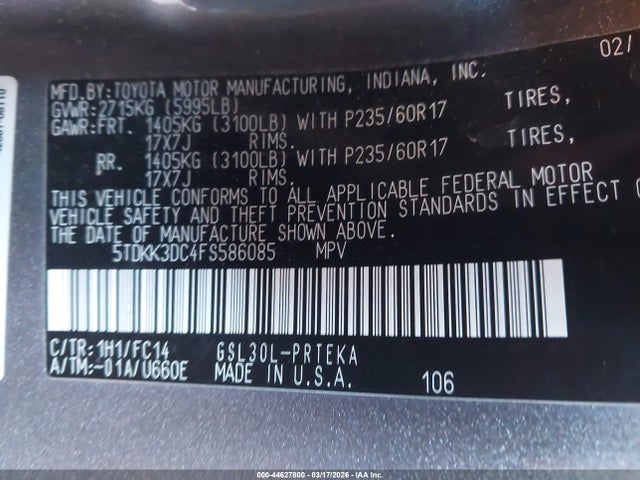 02/
MFD.BY:TOYOTA MOTOR MANUFACTURING, INDIANA, INC.
GVWR:2715KG (5995LB)
GAWR:FRT. 1405KG (3100LB) WITH P235/60R17 TIRES,
17X7J RIMS.
RR. 1405KG (3100LB) WITH P235/60R17 TIRES,
17X7J RIMS.
THIS VEHICLE CONFORMS TO ALL APPLICABLE FEDERAL MOTOR
VEHICLE SAFETY AND THEFT PREVENTION STANDARDS IN EFFECT
THE DATE OF MANUFACTURE SHOWN ABOVE.
5TDKK3DC4FS586085 MPV
C/TR:1H1/FC14 GSL30L-PRTEKA
A/TM:-01A/U660E MADE IN U.S.A. 106
000-44627800 - 03/17/2026 - IAA Inc.